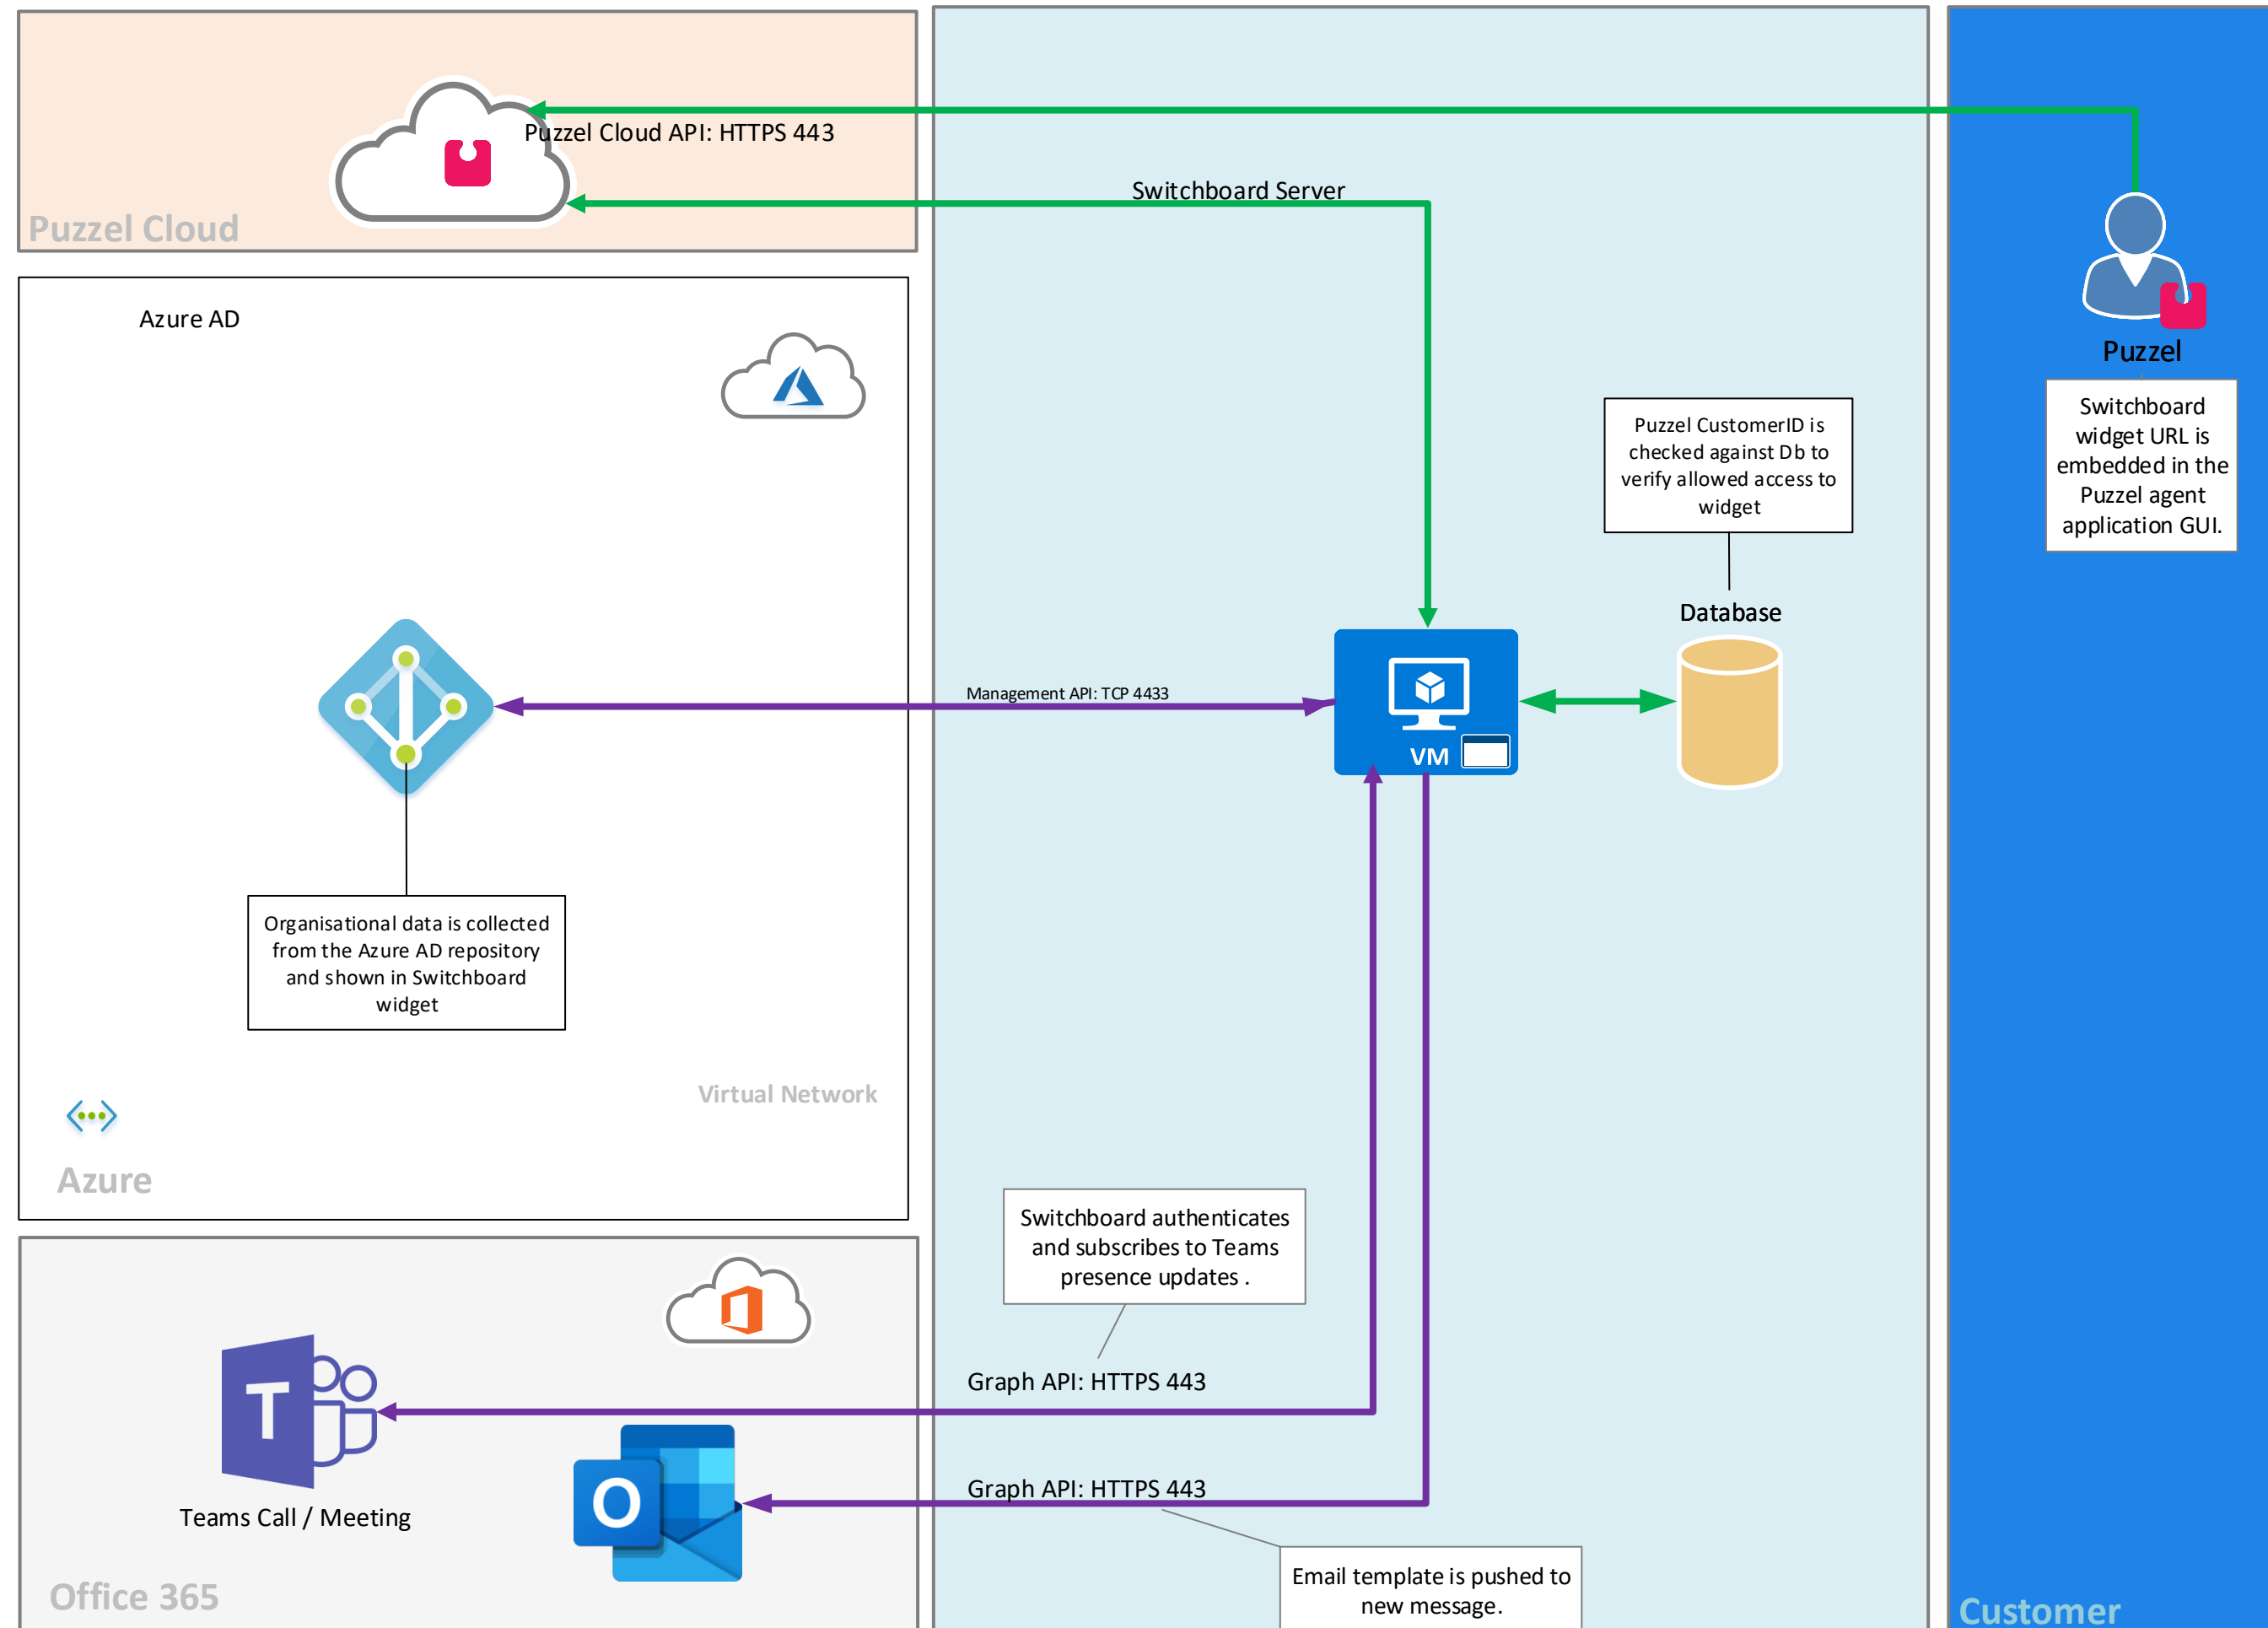 Puzzel Cloud API: HTTPS 443
Switchboard Server
Puzzel Cloud
Puzzel
Switchboard
widget URL is
embedded in the
Puzzel agent
application GUI.
Azure AD
Puzzel CustomerID is
checked against Db to
verify allowed access to
widget
Database
Management API: TCP 4433
VM
Organisational data is collected
from the Azure AD repository
and shown in Switchboard
widget
Virtual Network
Azure
Switchboard authenticates
and subscribes to Teams
presence updates .
Graph API: HTTPS 443
T
Teams Call / Meeting
O
Graph API: HTTPS 443
Email template is pushed to
new message.
Office 365
Customer